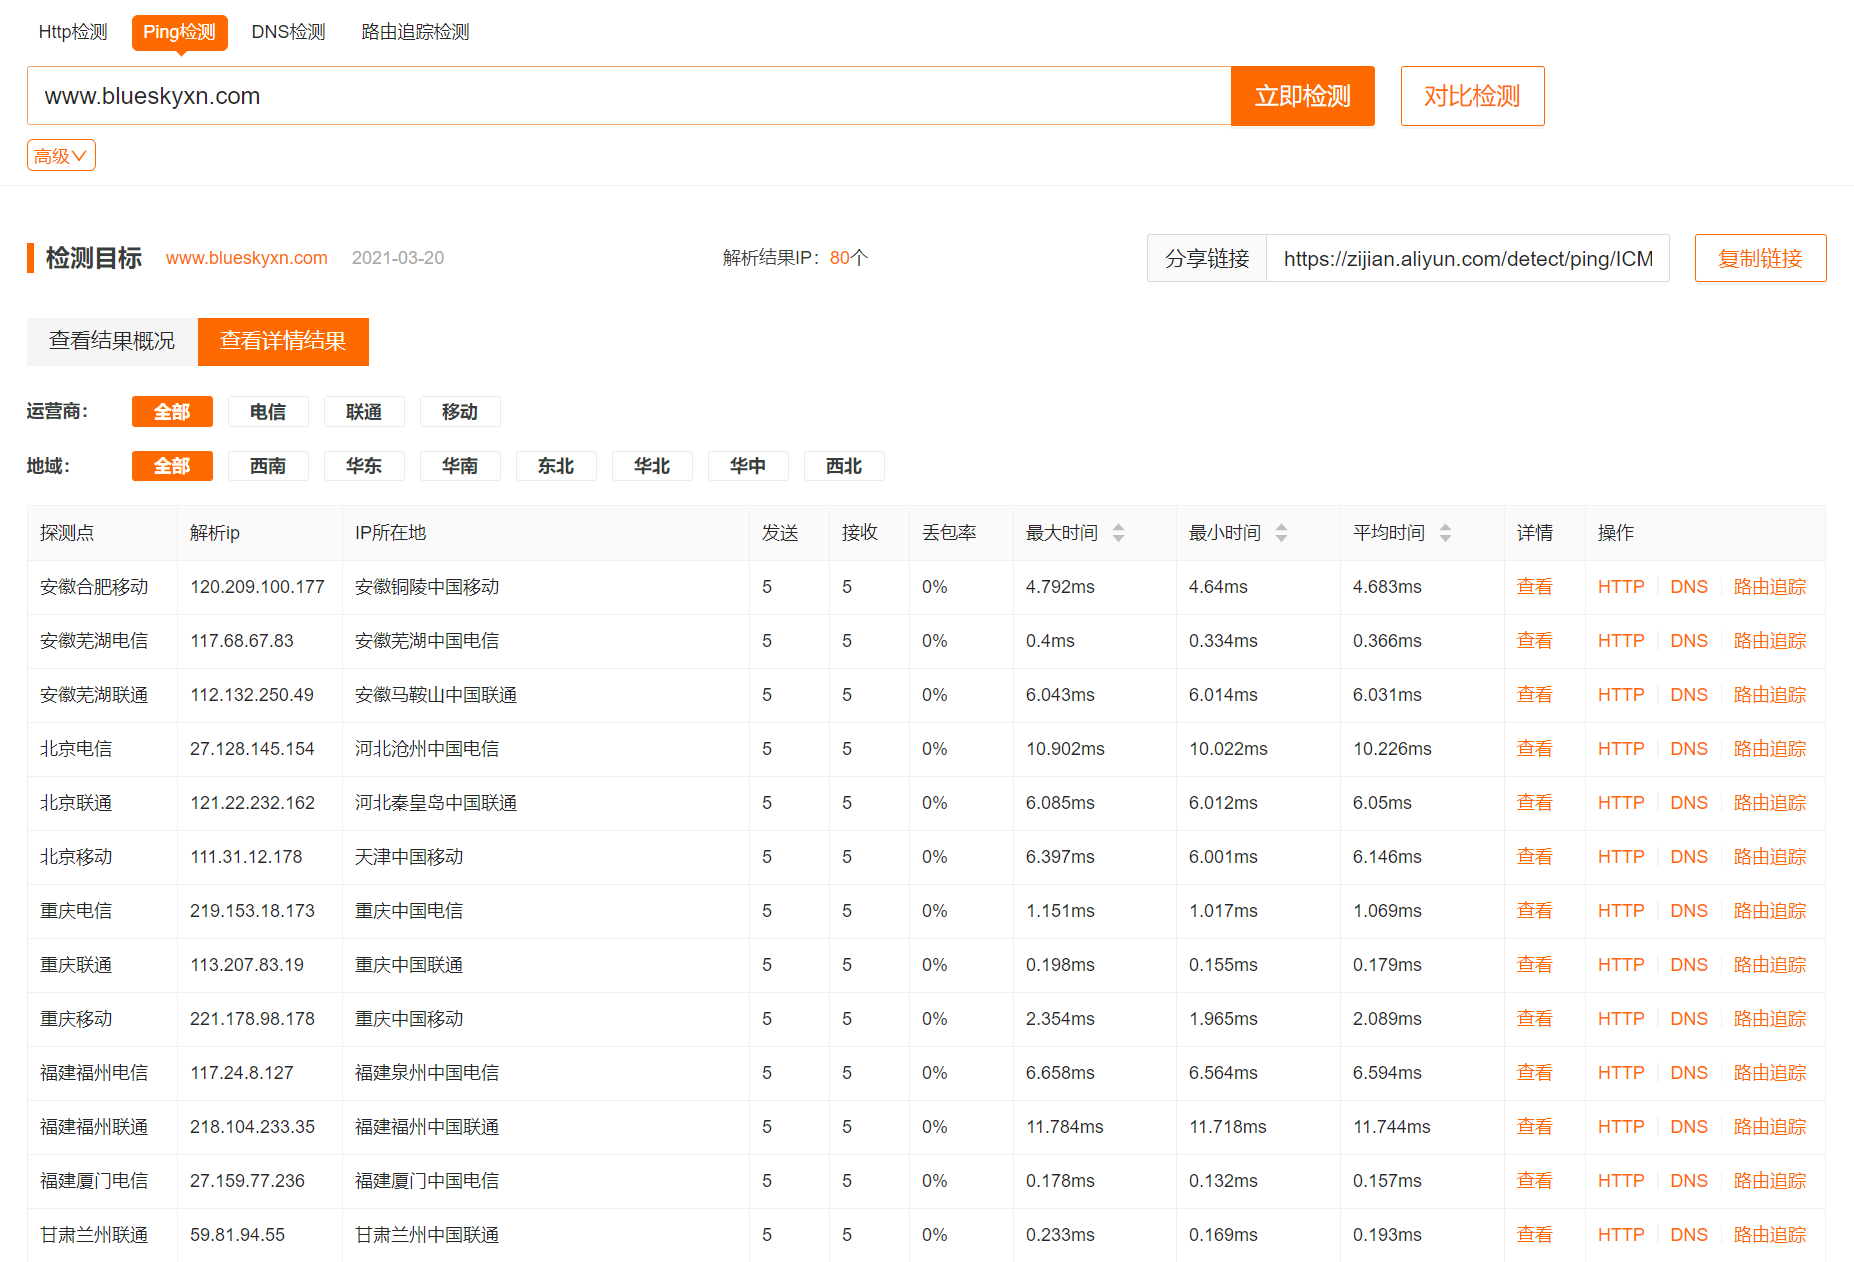 Http检测 Ping检测 DNS检测 路由追踪检测
www.blueskyxn.com 立即检测 对比检测
高级
检测目标 www.blueskyxn.com 2021-03-20 解析结果IP：80个 分享链接 https://zijian.aliyun.com/detect/ping/ICM 复制链接
查看结果概况 查看详情结果
运营商： 全部 电信 联通 移动
地域： 全部 西南 华东 华南 东北 华北 华中 西北
探测点 解析ip IP所在地 发送 接收 丢包率 最大时间 最小时间 平均时间 详情 操作
安徽合肥移动 120.209.100.177 安徽铜陵中国移动 5 5 0% 4.792ms 4.64ms 4.683ms 查看 HTTP DNS 路由追踪
安徽芜湖电信 117.68.67.83 安徽芜湖中国电信 5 5 0% 0.4ms 0.334ms 0.366ms 查看 HTTP DNS 路由追踪
安徽芜湖联通 112.132.250.49 安徽马鞍山中国联通 5 5 0% 6.043ms 6.014ms 6.031ms 查看 HTTP DNS 路由追踪
北京电信 27.128.145.154 河北沧州中国电信 5 5 0% 10.902ms 10.022ms 10.226ms 查看 HTTP DNS 路由追踪
北京联通 121.22.232.162 河北秦皇岛中国联通 5 5 0% 6.085ms 6.012ms 6.05ms 查看 HTTP DNS 路由追踪
北京移动 111.31.12.178 天津中国移动 5 5 0% 6.397ms 6.001ms 6.146ms 查看 HTTP DNS 路由追踪
重庆电信 219.153.18.173 重庆中国电信 5 5 0% 1.151ms 1.017ms 1.069ms 查看 HTTP DNS 路由追踪
重庆联通 113.207.83.19 重庆中国联通 5 5 0% 0.198ms 0.155ms 0.179ms 查看 HTTP DNS 路由追踪
重庆移动 221.178.98.178 重庆中国移动 5 5 0% 2.354ms 1.965ms 2.089ms 查看 HTTP DNS 路由追踪
福建福州电信 117.24.8.127 福建泉州中国电信 5 5 0% 6.658ms 6.564ms 6.594ms 查看 HTTP DNS 路由追踪
福建福州联通 218.104.233.35 福建福州中国联通 5 5 0% 11.784ms 11.718ms 11.744ms 查看 HTTP DNS 路由追踪
福建厦门电信 27.159.77.236 福建厦门中国电信 5 5 0% 0.178ms 0.132ms 0.157ms 查看 HTTP DNS 路由追踪
甘肃兰州联通 59.81.94.55 甘肃兰州中国联通 5 5 0% 0.233ms 0.169ms 0.193ms 查看 HTTP DNS 路由追踪